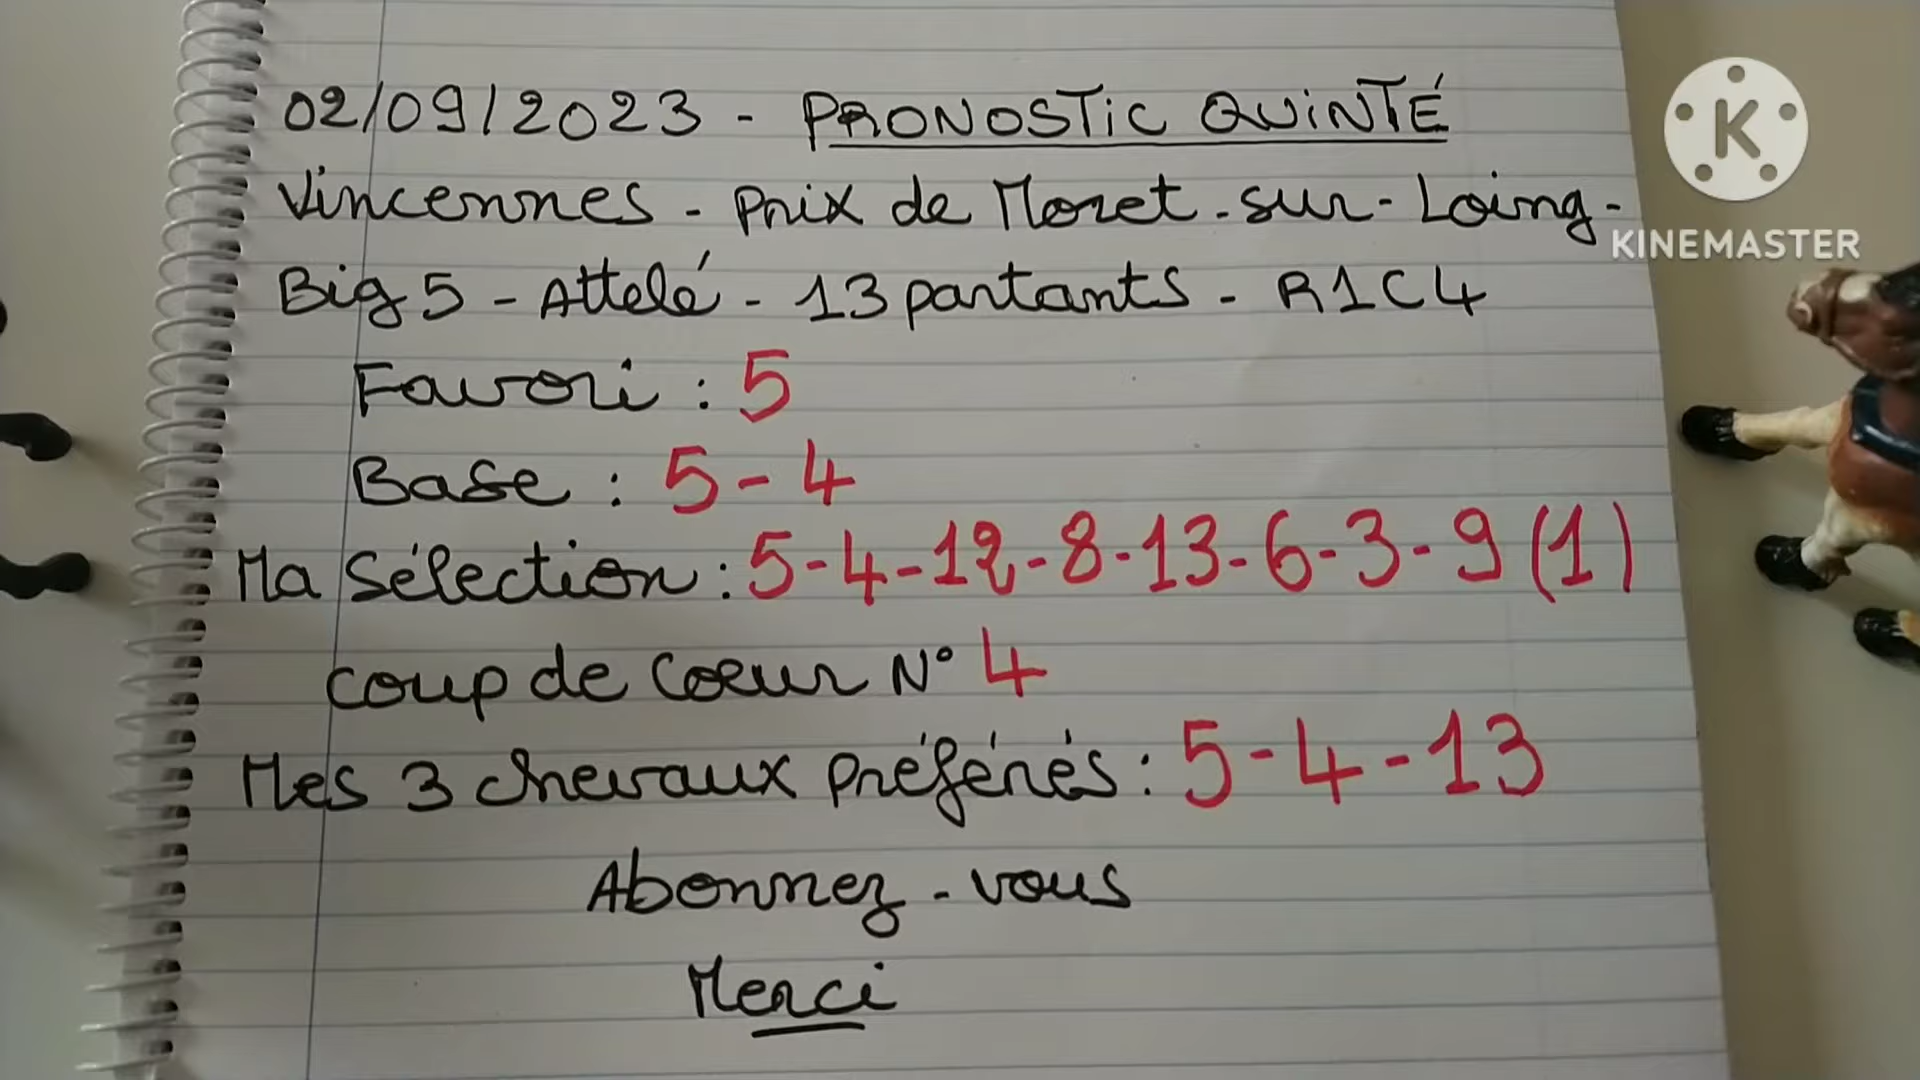 02/09/2023 - PRONOSTIC QUINTÉ
Vincennes - Prix de Moret-sur-Loing-
Big 5 - Attelé - 13 partants - R1C4
Favori : 5
Base : 5 - 4
Ma sélection : 5-4-12-8-13-6-3-9 (1)
coup de coeur N° 4
Mes 3 chevaux préférés : 5-4-13
Abonnez-vous
Merci
K
KINEMASTER